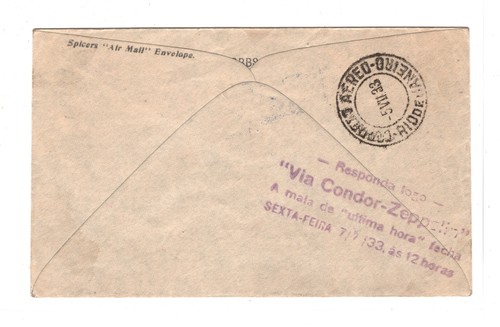 Spicers "Air Mail" Envelope.
CORREIO AEREO-RIO DE JANEIRO
-5 VII 33
— Responda logo —
"Via Condor-Zeppelin"
A mala de "ultima hora" fecha
SEXTA-FEIRA 7/7/33, ás 12 horas